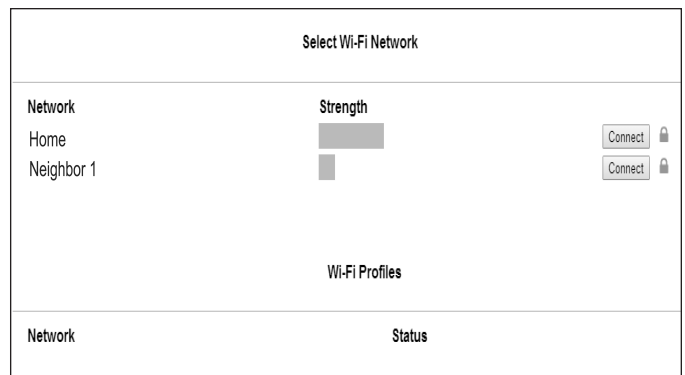 Select Wi-Fi Network
Network Strength
Home Connect
Neighbor 1 Connect
Wi-Fi Profiles
Network Status